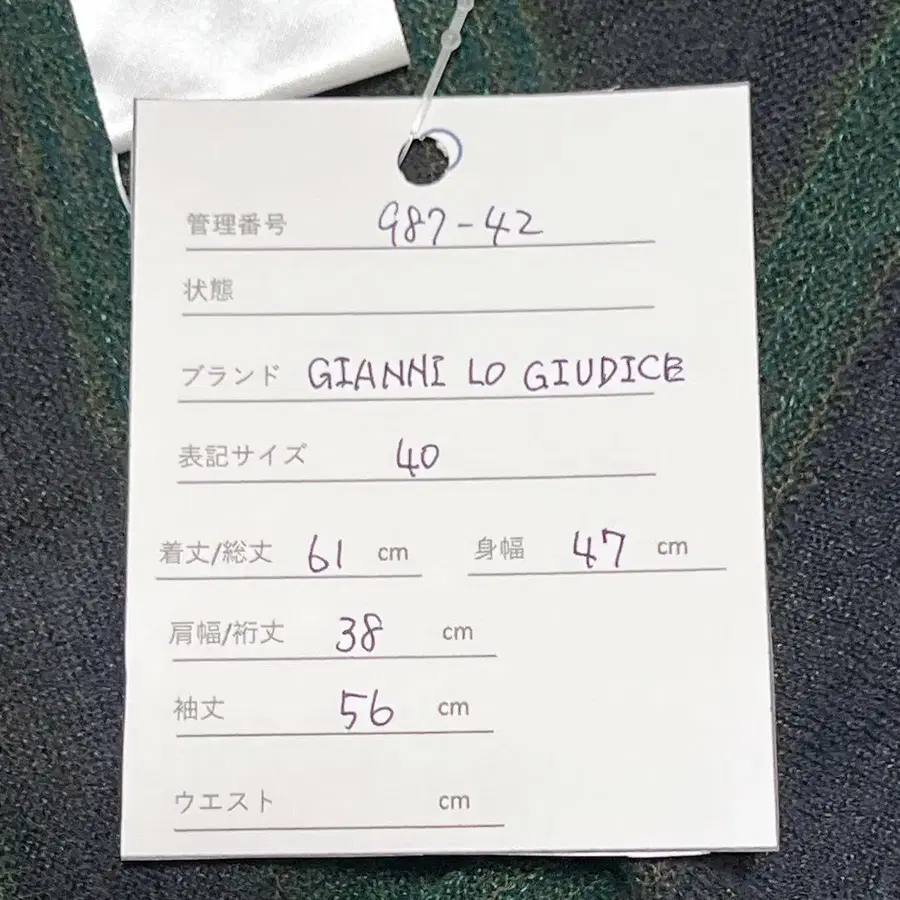 管理番号 987-42
状態
ブランド GIANNI LO GIUDICE
表記サイズ 40
着丈/総丈 61 cm 身幅 47 cm
肩幅/裄丈 38 cm
袖丈 56 cm
ウエスト cm